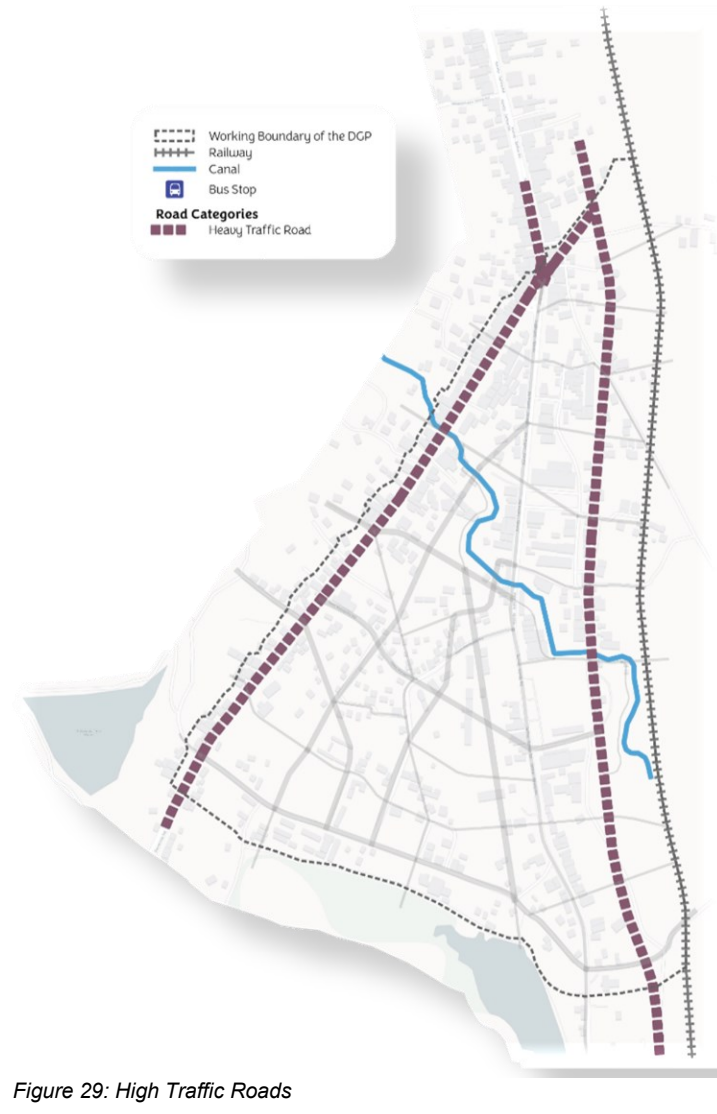 Working Boundary of the DGP
Railway
Canal
Bus Stop
Road Categories
Heavy Traffic Road
Figure 29: High Traffic Roads